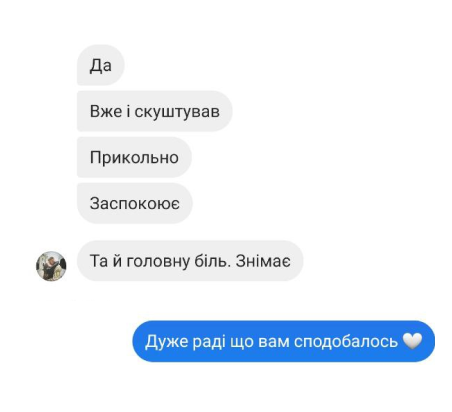 Да
Вже і скуштував
Прикольно
Заспокоює
Та й головну біль. Знімає
Дуже раді що вам сподобалось 🤍